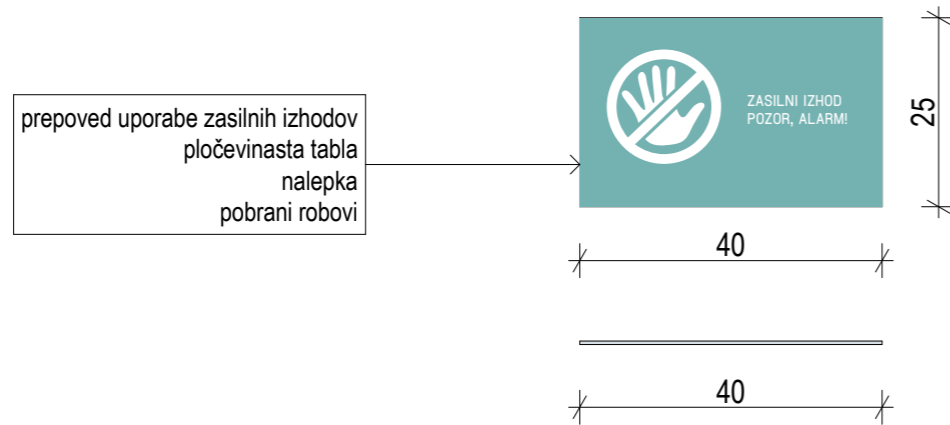 prepoved uporabe zasilnih izhodov
pločevinasta tabla
nalepka
pobrani robovi
ZASILNI IZHOD
POZOR, ALARM!
25
40
40